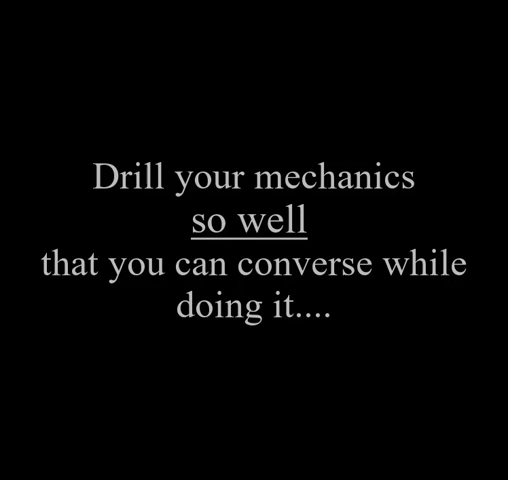 Drill your mechanics
so well
that you can converse while
doing it....